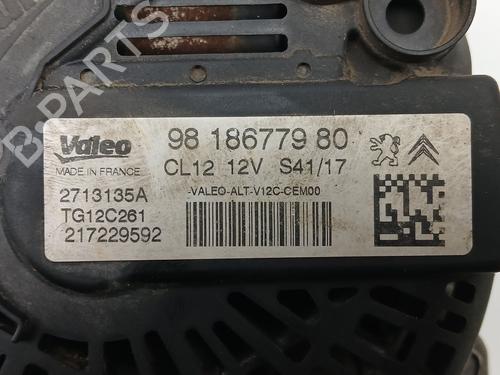 B-PARTS
Valeo
98 186779 80
MADE IN FRANCE
CL12 12V S41/17
2713135A
-VALEO-ALT-V12C-CEM00
TG12C261
217229592